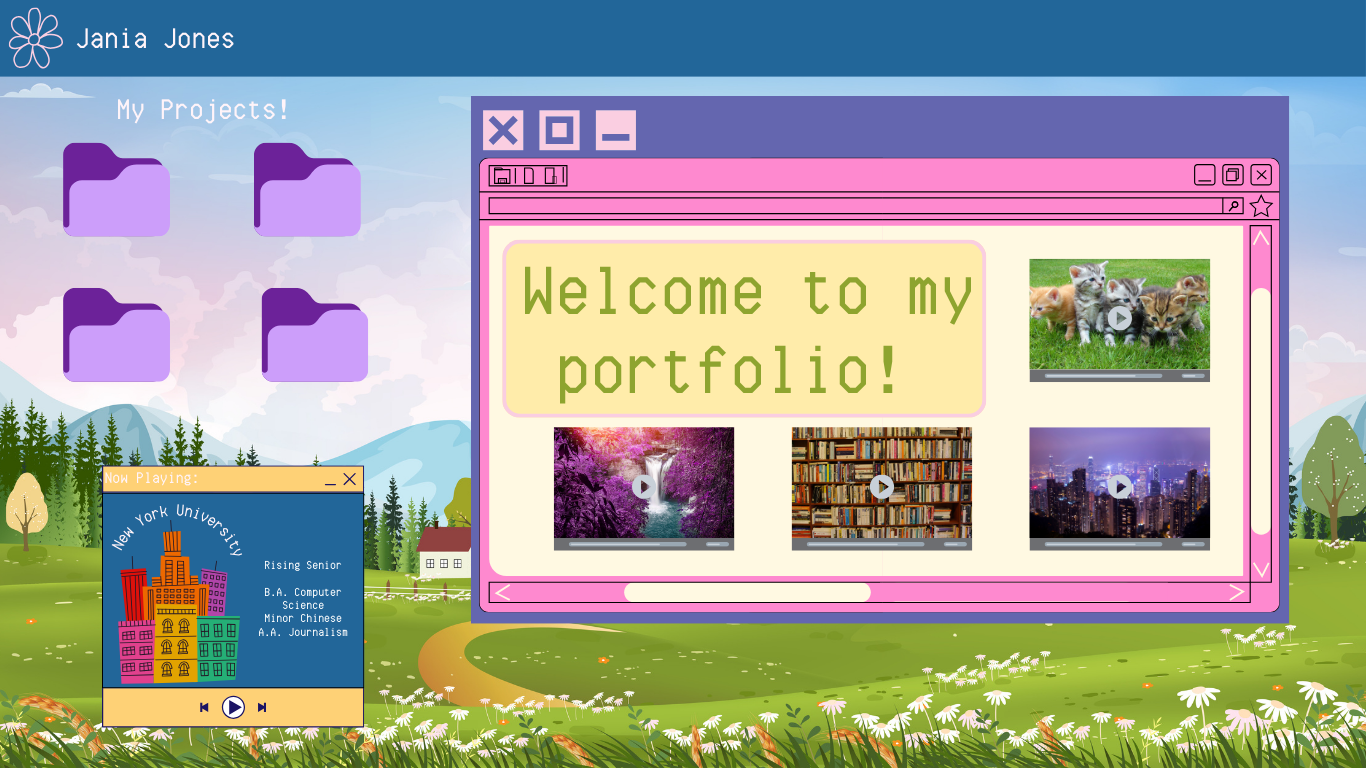 Jania Jones
My Projects!
Welcome to my
portfolio!
Now Playing:
New York University
Rising Senior
B.A. Computer
Science
Minor Chinese
A.A. Journalism